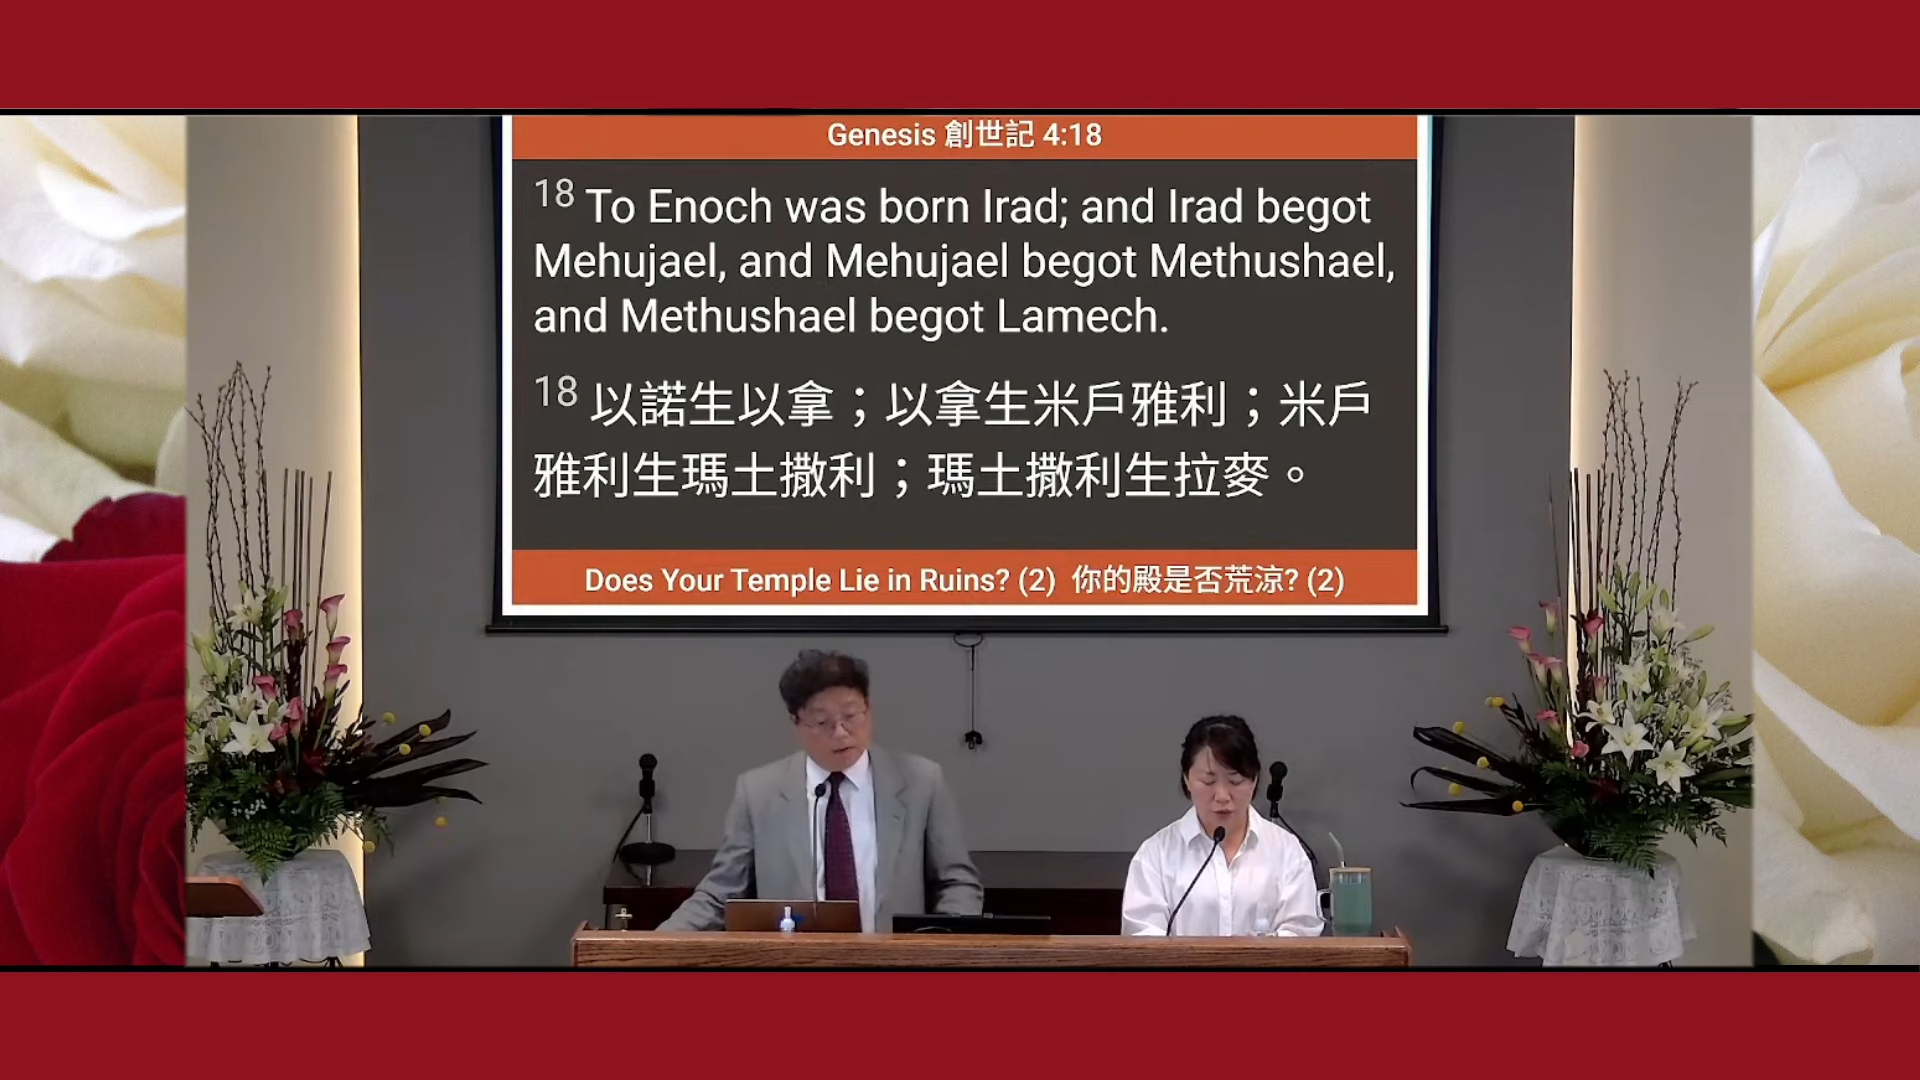 Genesis 創世記 4:18
18 To Enoch was born Irad; and Irad begot
Mehujael, and Mehujael begot Methushael,
and Methushael begot Lamech.
18 以諾生以拿；以拿生米戶雅利；米戶
雅利生瑪土撒利；瑪土撒利生拉麥。
Does Your Temple Lie in Ruins? (2) 你的殿是否荒涼? (2)